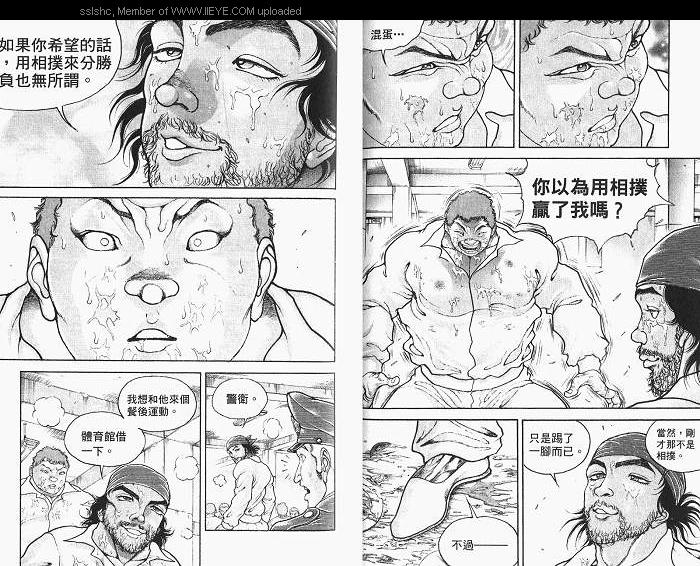 sslshc, Member of WWW.IIEYE.COM uploaded
混蛋…
你以為用相撲
贏了我嗎？
當然，剛
才那不是
相撲。
只是踢了
一腳而已。
不過——
如果你希望的話
，用相撲來分勝
負也無所謂。
警衛。
我想和他來個
餐後運動。
體育館借
一下。